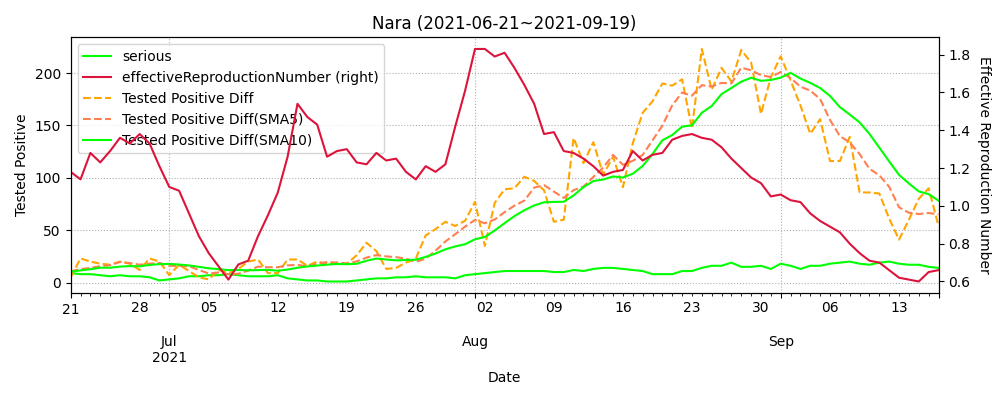 Nara (2021-06-21~2021-09-19)
serious
effectiveReproductionNumber (right)
Tested Positive Diff
Tested Positive Diff(SMA5)
Tested Positive Diff(SMA10)
Tested Positive
200
150
100
50
0
Effective Reproduction Number
1.8
1.6
1.4
1.2
1.0
0.8
0.6
21 28 05 12 19 26 02 09 16 23 30 06 13
Jul Aug Sep
2021
Date